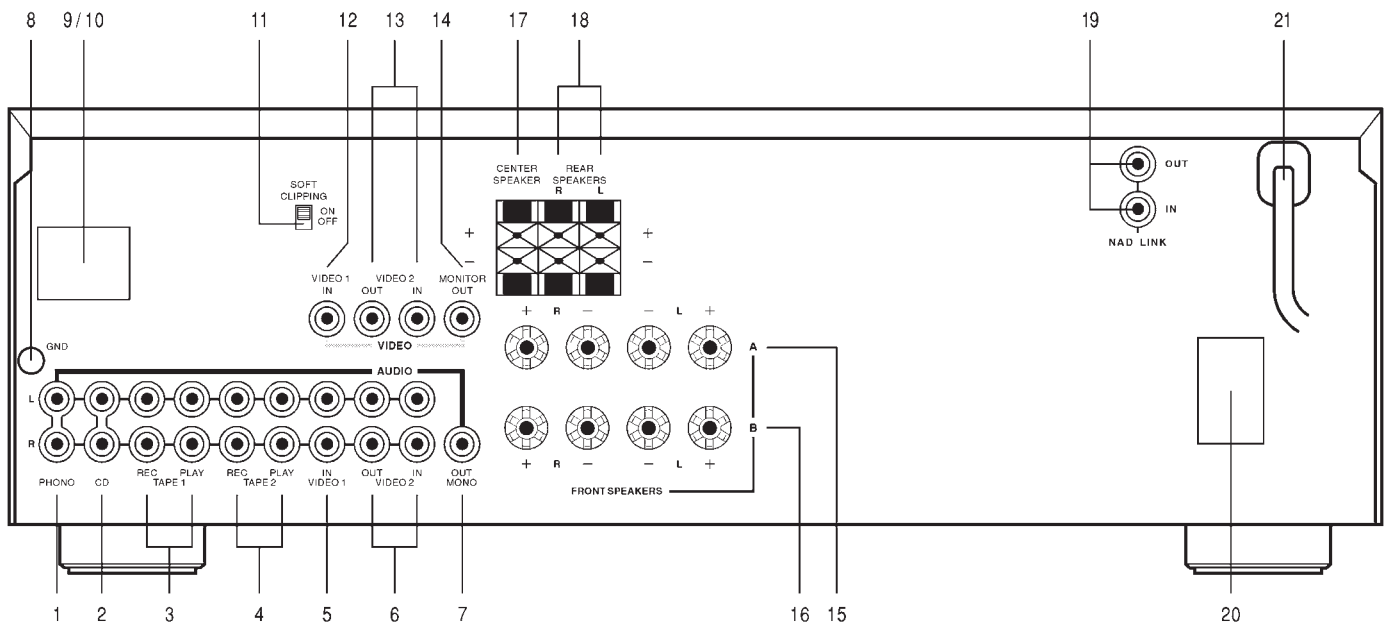 8 9/10 11 12 13 14 17 18 19 21
CENTER SPEAKER
REAR SPEAKERS
R L
SOFT CLIPPING
ON
OFF
OUT
IN
NAD LINK
+ +
− −
VIDEO 1 VIDEO 2 MONITOR
IN OUT IN OUT
VIDEO
+ R − − L +
GND
A
AUDIO
L
B
R
+ R − − L +
REC PLAY REC PLAY IN OUT IN OUT
PHONO CD TAPE 1 TAPE 2 VIDEO 1 VIDEO 2 MONO
FRONT SPEAKERS
1 2 3 4 5 6 7 16 15 20